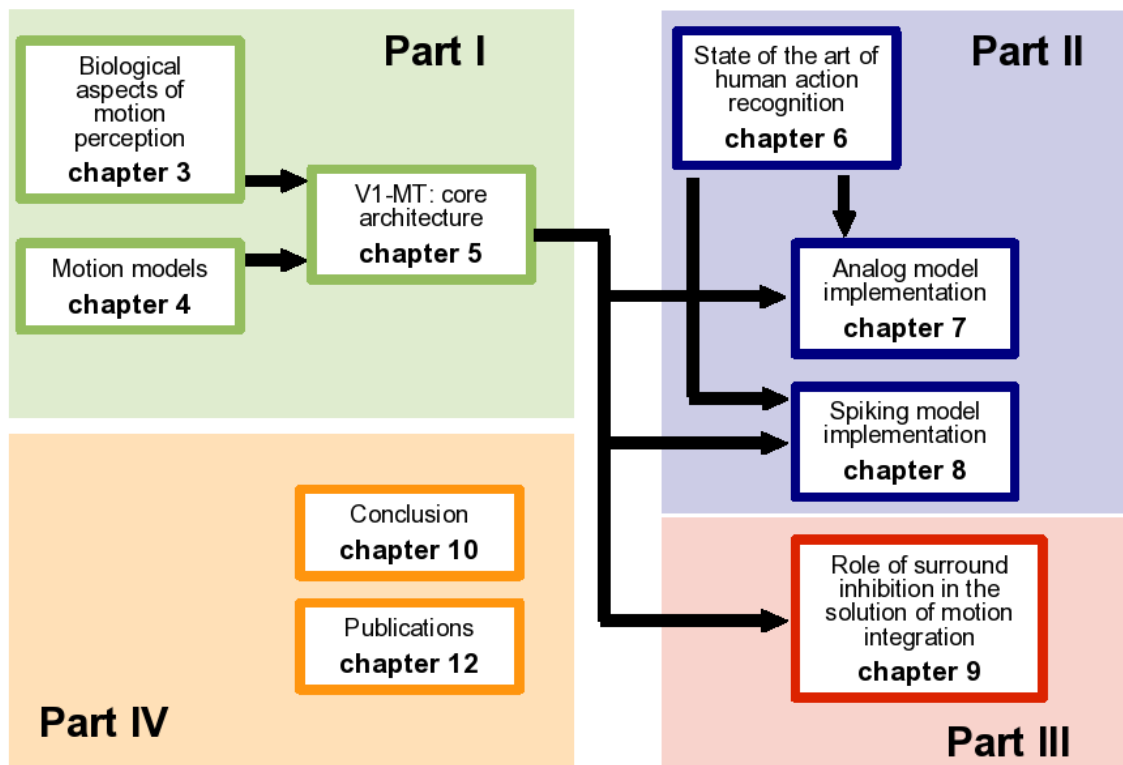 Part I
Biological
aspects of
motion
perception
chapter 3
Motion models
chapter 4
V1-MT: core
architecture
chapter 5
Part II
State of the art of
human action
recognition
chapter 6
Analog model
implementation
chapter 7
Spiking model
implementation
chapter 8
Conclusion
chapter 10
Publications
chapter 12
Part IV
Role of surround
inhibition in the
solution of motion
integration
chapter 9
Part III